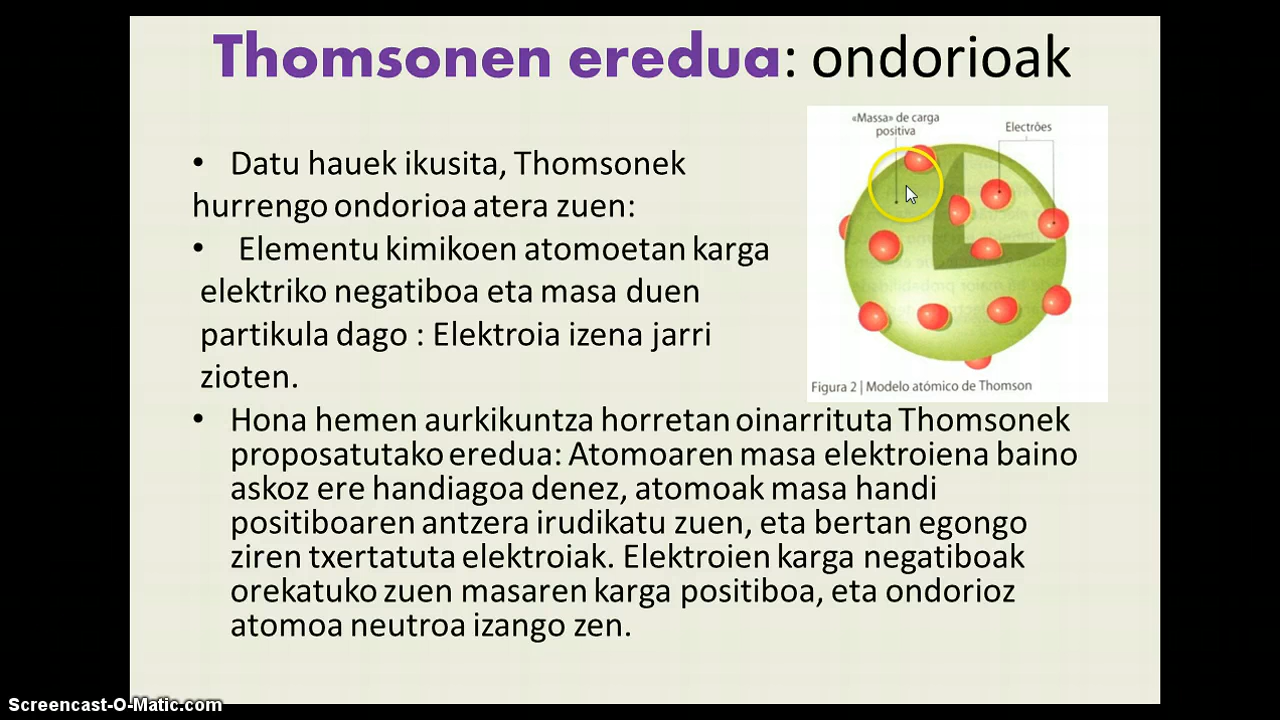 Thomsonen eredua: ondorioak
• Datu hauek ikusita, Thomsonek
hurrengo ondorioa atera zuen:
• Elementu kimikoen atomoetan karga
elektriko negatiboa eta masa duen
partikula dago : Elektroia izena jarri
zioten.
«Massa» de carga
positiva
Electrões
Figura 2 | Modelo atómico de Thomson
• Hona hemen aurkikuntza horretan oinarrituta Thomsonek
proposatutako eredua: Atomoaren masa elektroiena baino
askoz ere handiagoa denez, atomoak masa handi
positiboaren antzera irudikatu zuen, eta bertan egongo
ziren txertatuta elektroiak. Elektroien karga negatiboak
orekatuko zuen masaren karga positiboa, eta ondorioz
atomoa neutroa izango zen.
Screencast-O-Matic.com